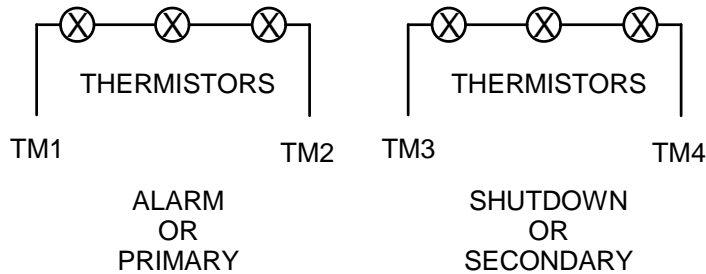 THERMISTORS
TM1
TM2
ALARM
OR
PRIMARY
THERMISTORS
TM3
TM4
SHUTDOWN
OR
SECONDARY